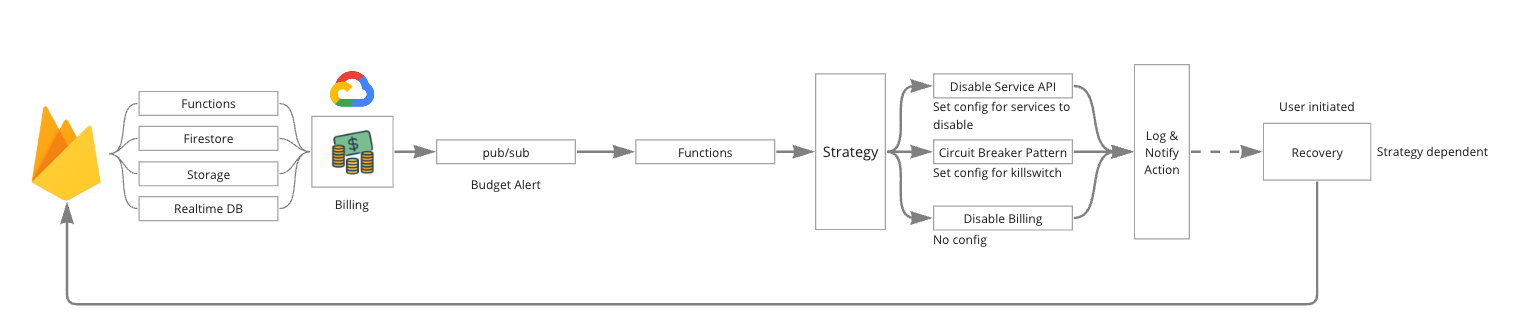 Functions
Firestore
Storage
Realtime DB
Billing
pub/sub
Budget Alert
Functions
Strategy
Disable Service API
Set config for services to
disable
Circuit Breaker Pattern
Set config for killswitch
Disable Billing
No config
Log &
Notify
Action
User initiated
Recovery
Strategy dependent